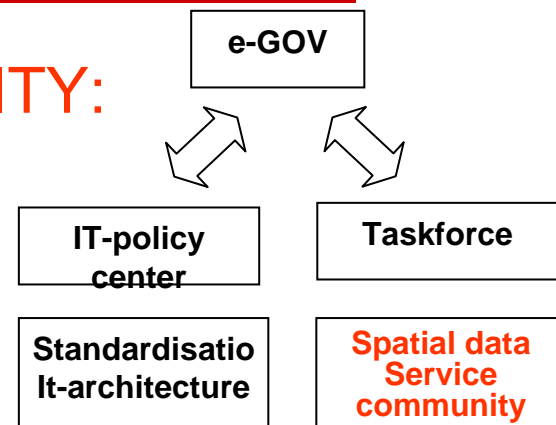 e-GOV
ITY:
IT-policy
center
Taskforce
Standardisatio
It-architecture
Spatial data
Service
community